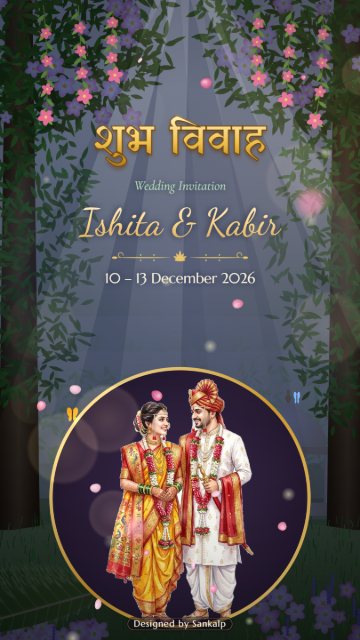 शुभ विवाह
Wedding Invitation
Ishita & Kabir
10 – 13 December 2026
Designed by Sankalp